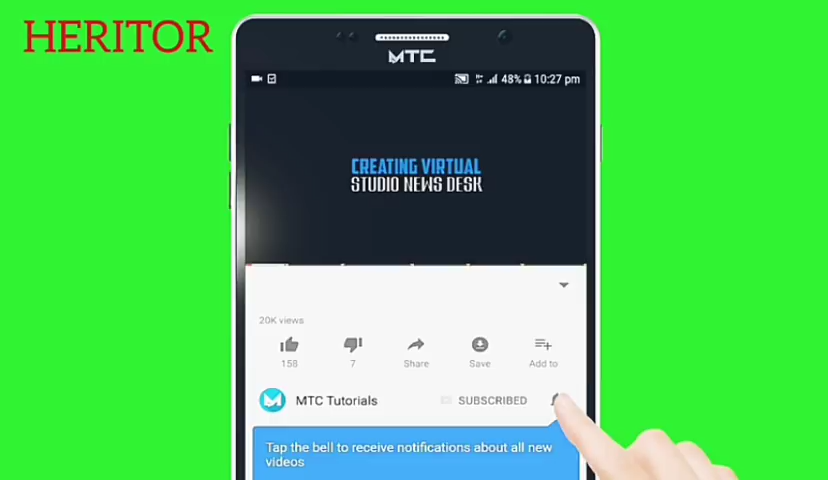 HERITOR
MTC
48% 10:27 pm
CREATING VIRTUAL
STUDIO NEWS DESK
20K views
158
7
Share
Save
Add to
MTC Tutorials
SUBSCRIBED
Tap the bell to receive notifications about all new
videos